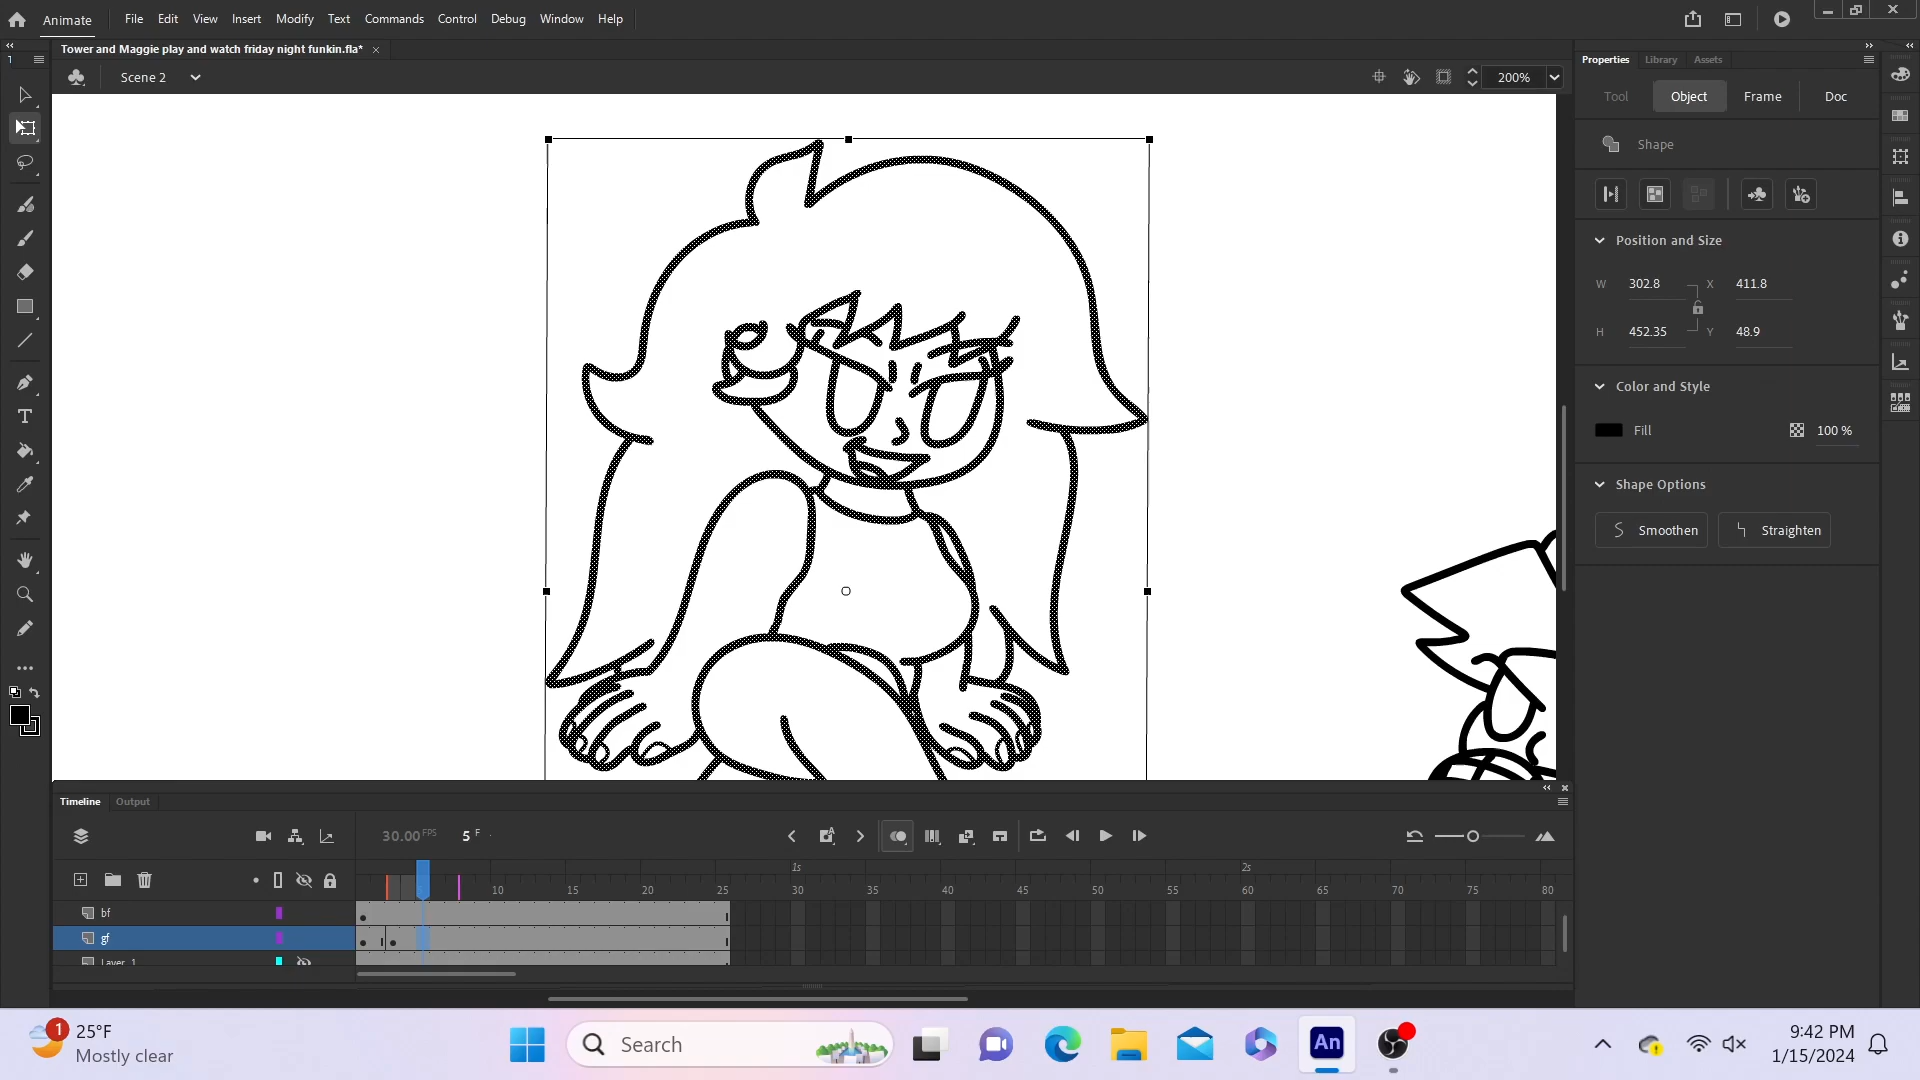 Animate
File Edit View Insert Modify Text Commands Control Debug Window Help
Tower and Maggie play and watch friday night funkin.fla*
1
Scene 2
200%
Properties Library Assets
Tool Object Frame Doc
Shape
Position and Size
W 302.8 X 411.8
H 452.35 Y 48.9
Color and Style
Fill 100 %
Shape Options
Smoothen Straighten
Timeline Output
30.00 FPS 5 F
1s 2s
10 15 20 25 30 35 40 45 50 55 60 65 70 75 80
bf
gf
Layer_1
1
25°F
Mostly clear
Search
An
9:42 PM
1/15/2024